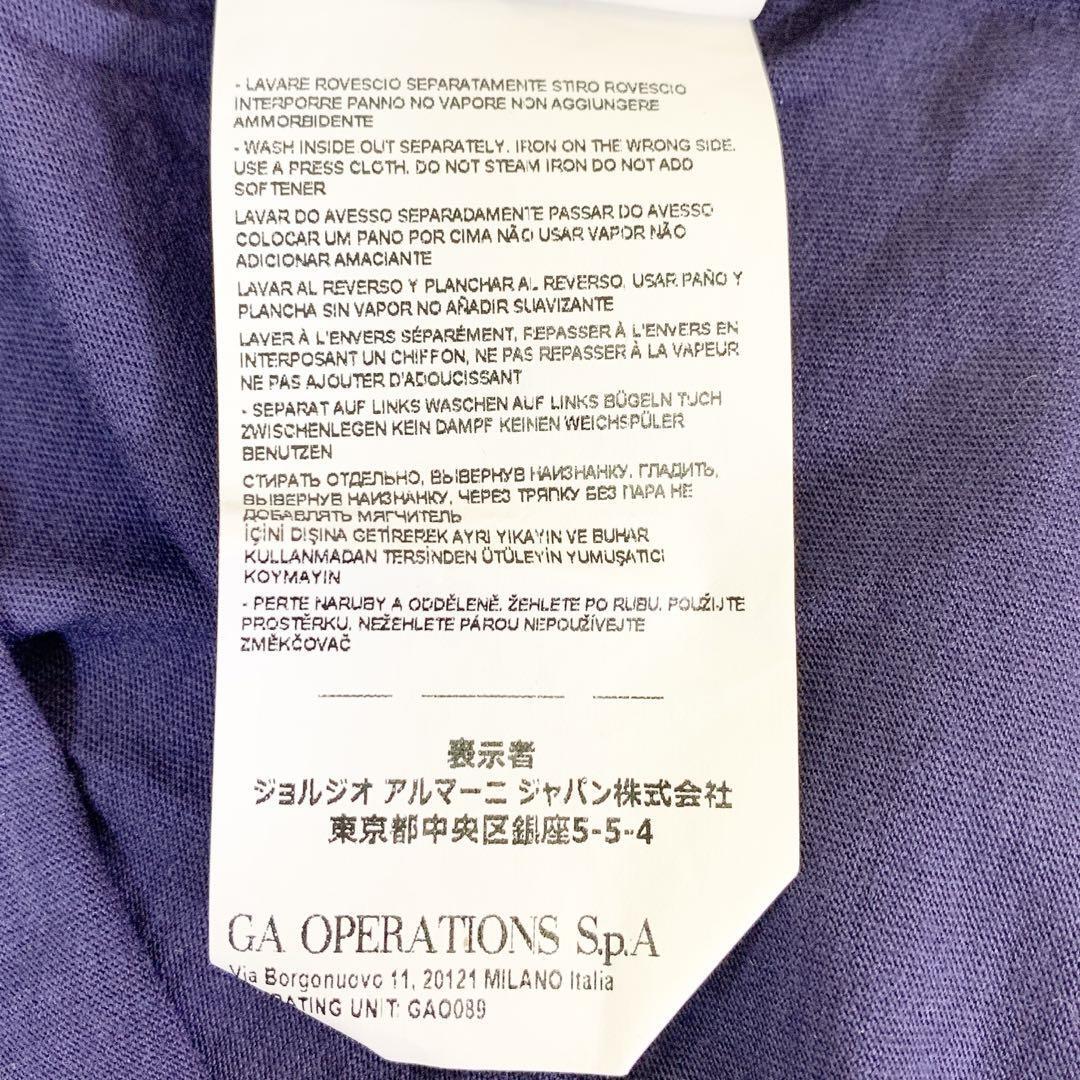 - LAVARE ROVESCIO SEPARATAMENTE STIRO ROVESCIO
INTERPORRE PANNO NO VAPORE NON AGGIUNGERE
AMMORBIDENTE
- WASH INSIDE OUT SEPARATELY. IRON ON THE WRONG SIDE.
USE A PRESS CLOTH. DO NOT STEAM IRON DO NOT ADD
SOFTENER
LAVAR DO AVESSO SEPARADAMENTE PASSAR DO AVESSO
COLOCAR UM PANO POR CIMA NÃO USAR VAPOR NÃO
ADICIONAR AMACIANTE
LAVAR AL REVERSO Y PLANCHAR AL REVERSO, USAR PAÑO Y
PLANCHA SIN VAPOR NO AÑADIR SUAVIZANTE
LAVER À L'ENVERS SÉPARÉMENT, REPASSER À L'ENVERS EN
INTERPOSANT UN CHIFFON, NE PAS REPASSER À LA VAPEUR
NE PAS AJOUTER D'ADOUCISSANT
- SEPARAT AUF LINKS WASCHEN AUF LINKS BÜGELN TUCH
ZWISCHENLEGEN KEIN DAMPF KEINEN WEICHSPÜLER
BENUTZEN
СТИРАТЬ ОТДЕЛЬНО, ВЫВЕРНУВ НАИЗНАНКУ. ГЛАДИТЬ,
ВЫВЕРНУВ НАИЗНАНКУ, ЧЕРЕЗ ТРЯПКУ БЕЗ ПАРА НЕ
ДОБАВЛЯТЬ МЯГЧИТЕЛЬ
İÇİNİ DIŞINA GETİREREK AYRI YIKAYIN VE BUHAR
KULLANMADAN TERSİNDEN ÜTÜLEYİN YUMUŞATICI
KOYMAYIN
- PERTE NARUBY A ODDĚLENĚ. ŽEHLETE PO RUBU. POUŽIJTE
PROSTĚRKU. NEŽEHLETE PÁROU NEPOUŽÍVEJTE
ZMĚKČOVAČ
表示者
ジョルジオ アルマーニ ジャパン株式会社
東京都中央区銀座5-5-4
GA OPERATIONS S.p.A
Via Borgonuovo 11, 20121 MILANO Italia
UNIT: GAO089